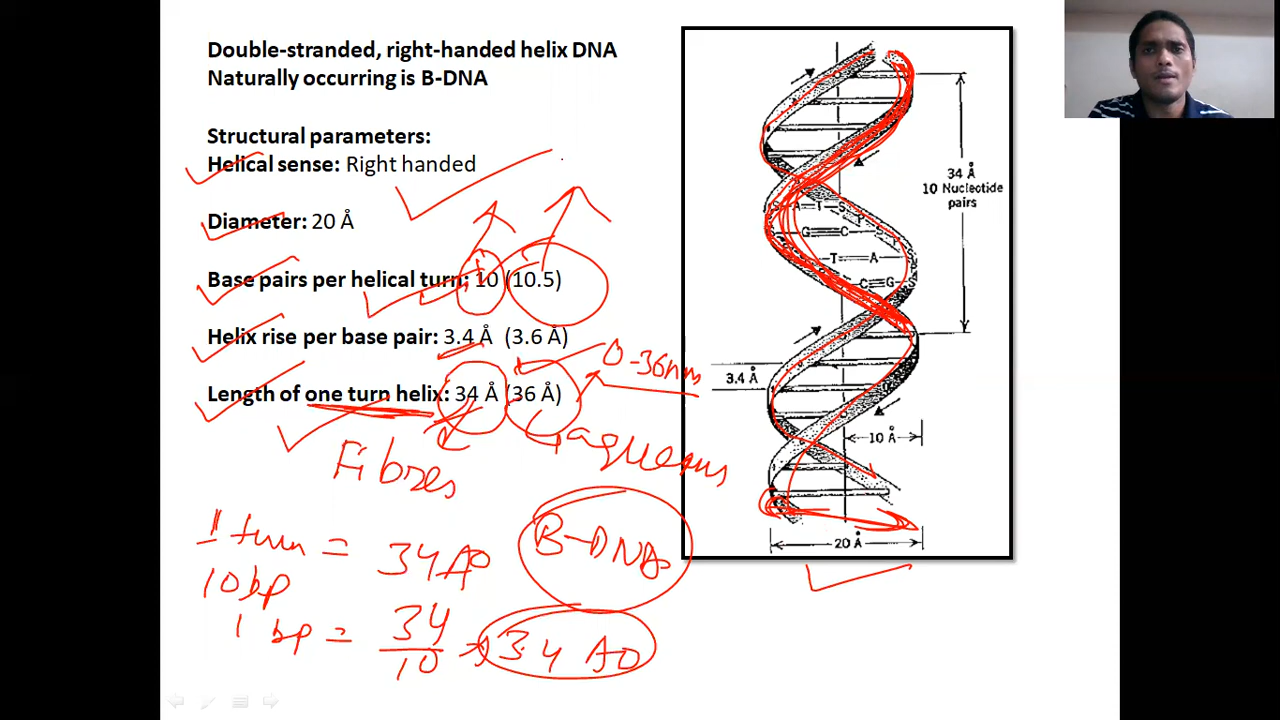 Double-stranded, right-handed helix DNA
Naturally occurring is B-DNA
Structural parameters:
Helical sense: Right handed
Diameter: 20 Å
Base pairs per helical turn: 10 (10.5)
Helix rise per base pair: 3.4 Å (3.6 Å)
Length of one turn helix: 34 Å (36 Å)
0-36nm
aqueous
Fibres
1 turn = 34 A0
10bp
B-DNA
1 bp = 34/10 3.4 A0
34 Å
10 Nucleotide
pairs
S A T S
P
S G C S
P
T A
C G
3.4 Å
10 Å
20 Å